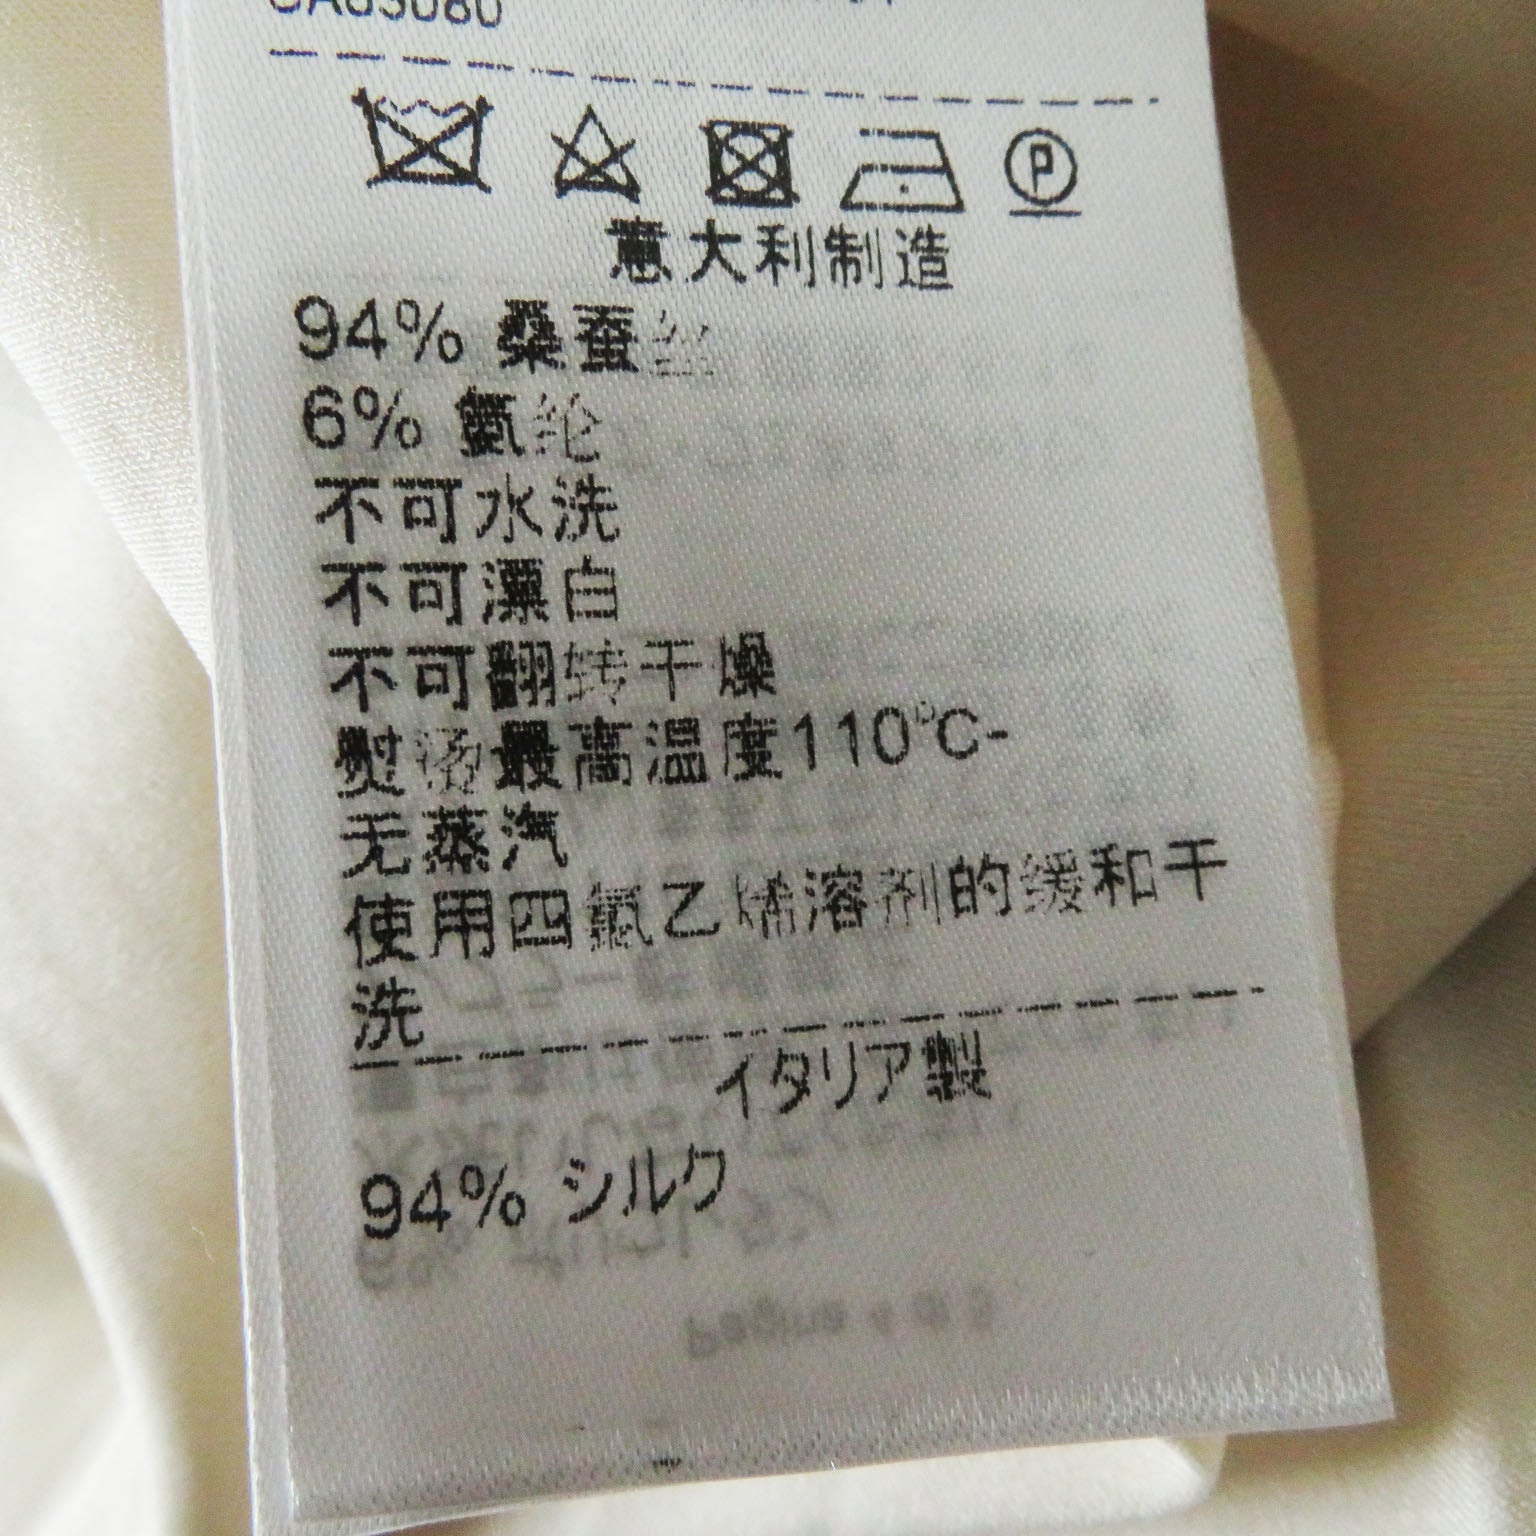 意大利制造
94% 桑蚕丝
6% 氨纶
不可水洗
不可漂白
不可翻转干燥
熨烫最高温度110°C-
无蒸汽
使用四氯乙烯溶剂的缓和干
洗
イタリア製
94% シルク